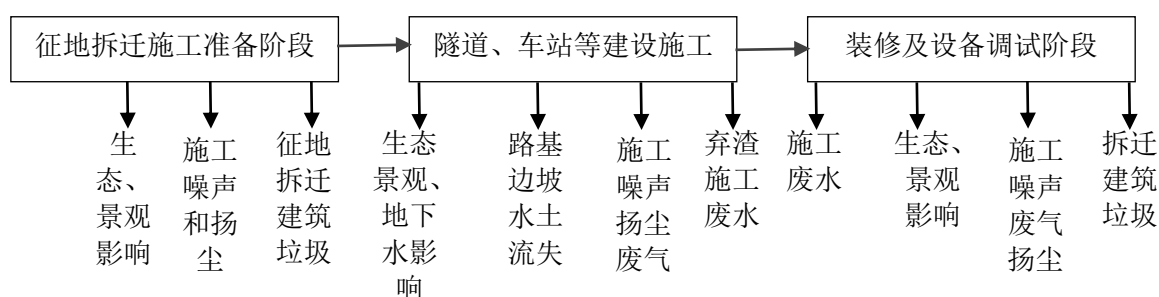 征地拆迁施工准备阶段
隧道、车站等建设施工
装修及设备调试阶段
生
态、
景观
影响
施工
噪声
和扬
尘
征地
拆迁
建筑
垃圾
生态
景观、
地下
水影
响
路基
边坡
水土
流失
施工
噪声
扬尘
废气
弃渣
施工
废水
施工
废水
生态、
景观
影响
施工
噪声
废气
扬尘
拆迁
建筑
垃圾